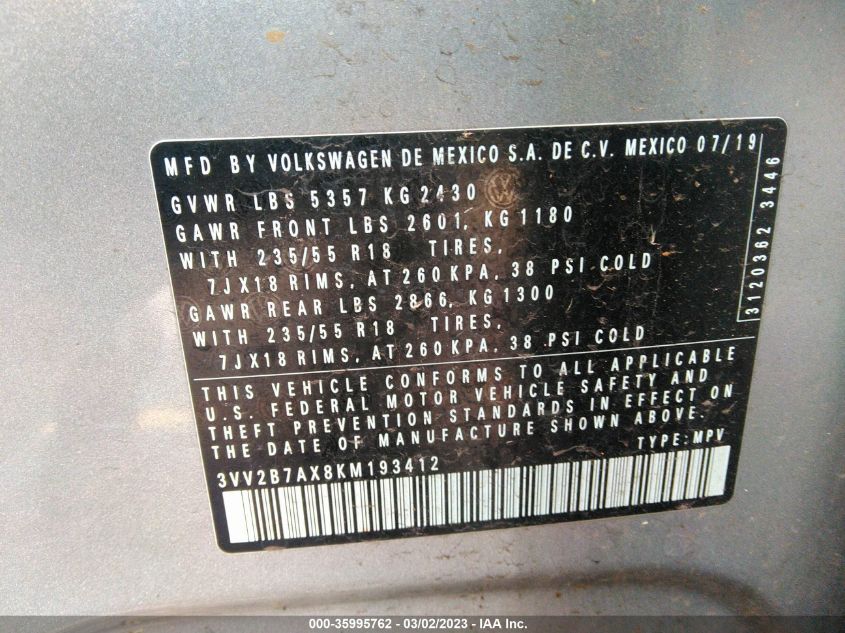 MFD BY VOLKSWAGEN DE MEXICO S.A. DE C.V. MEXICO 07/19
GVWR LBS 5357 KG 2430
GAWR FRONT LBS 2601, KG 1180
WITH 235/55 R18 TIRES,
7JX18 RIMS, AT 260 KPA, 38 PSI COLD
GAWR REAR LBS 2866, KG 1300
WITH 235/55 R18 TIRES,
7JX18 RIMS, AT 260 KPA, 38 PSI COLD
3120362 3446
THIS VEHICLE CONFORMS TO ALL APPLICABLE
U.S. FEDERAL MOTOR VEHICLE SAFETY AND
THEFT PREVENTION STANDARDS IN EFFECT ON
THE DATE OF MANUFACTURE SHOWN ABOVE.
TYPE: MPV
3VV2B7AX8KM193412
000-35995762 - 03/02/2023 - IAA Inc.